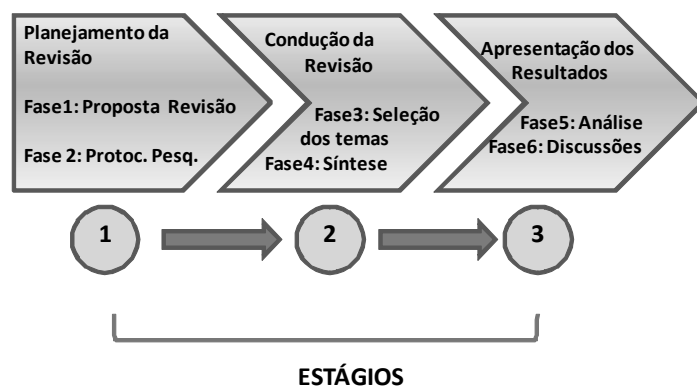 Planejamento da
Revisão
Fase1: Proposta Revisão
Fase 2: Protoc. Pesq.
Condução da
Revisão
Fase3: Seleção
dos temas
Fase4: Síntese
Apresentação dos
Resultados
Fase5: Análise
Fase6: Discussões
1
2
3
ESTÁGIOS